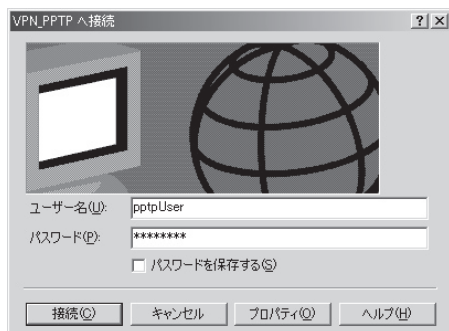 VPN_PPTP へ接続
ユーザー名(U):
pptpUser
パスワード(P):
********
パスワードを保存する(S)
接続(C)
キャンセル
プロパティ(O)
ヘルプ(H)